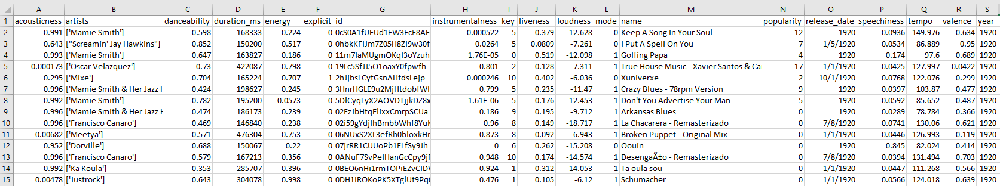 A B C D E F G H I J K L M N O P Q R S
1 acousticness artists danceability duration_ms energy explicit id instrumentalness key liveness loudness mode name popularity release_date speechiness tempo valence year
2 0.991 ['Mamie Smith'] 0.598 168333 0.224 0 0cS0A1fUEUd1EW3FcF8AE 0.000522 5 0.379 -12.628 0 Keep A Song In Your Soul 12 1920 0.0936 149.976 0.634 1920
3 0.643 ["Screamin' Jay Hawkins"] 0.852 150200 0.517 0 0hbkKFIJm7Z05H8Zl9w30f 0.0264 5 0.0809 -7.261 0 I Put A Spell On You 7 1/5/1920 0.0534 86.889 0.95 1920
4 0.993 ['Mamie Smith'] 0.647 163827 0.186 0 11m7laMUgmOKqI3oYzuh 1.76E-05 0 0.519 -12.098 1 Golfing Papa 4 1920 0.174 97.6 0.689 1920
5 0.000173 ['Oscar Velazquez'] 0.73 422087 0.798 0 19Lc5SfJJ5O1oaxY0fpwfh 0.801 2 0.128 -7.311 1 True House Music - Xavier Santos & Ca 17 1/1/1920 0.0425 127.997 0.0422 1920
6 0.295 ['Mixe'] 0.704 165224 0.707 1 2hJjbsLCytGsnAHfdsLejp 0.000246 10 0.402 -6.036 0 Xuniverxe 2 10/1/1920 0.0768 122.076 0.299 1920
7 0.996 ['Mamie Smith & Her Jazz H 0.424 198627 0.245 0 3HnrHGLE9u2MjHtdobfWl 0.799 5 0.235 -11.47 1 Crazy Blues - 78rpm Version 9 1920 0.0397 103.87 0.477 1920
8 0.992 ['Mamie Smith'] 0.782 195200 0.0573 0 5DlCyqLyX2AOVDTjjkDZ8x 1.61E-06 5 0.176 -12.453 1 Don't You Advertise Your Man 5 1920 0.0592 85.652 0.487 1920
9 0.996 ['Mamie Smith & Her Jazz H 0.474 186173 0.239 0 02FzJbHtqElixxCmrpSCUa 0.186 9 0.195 -9.712 1 Arkansas Blues 0 1920 0.0289 78.784 0.366 1920
10 0.996 ['Francisco Canaro'] 0.469 146840 0.238 0 02i59gYdjlhBmbbWhf8YuK 0.96 8 0.149 -18.717 1 La Chacarera - Remasterizado 0 7/8/1920 0.0741 130.06 0.621 1920
11 0.00682 ['Meetya'] 0.571 476304 0.753 0 06NUxS2XL3efRh0bloxkHr 0.873 8 0.092 -6.943 1 Broken Puppet - Original Mix 0 1/1/1920 0.0446 126.993 0.119 1920
12 0.952 ['Dorville'] 0.688 150067 0.22 0 07jrRR1CUUoPb1FLfSy9Jh 0 6 0.262 -15.208 0 Oouin 0 1920 0.845 82.024 0.414 1920
13 0.996 ['Francisco Canaro'] 0.579 167213 0.356 0 0ANuF7SvPeIHanGcCpy9jR 0.948 10 0.174 -14.574 1 DesengaÃ±o - Remasterizado 0 7/8/1920 0.0394 131.494 0.703 1920
14 0.992 ['Ka Koula'] 0.353 285707 0.396 0 0BEO6nHi1rmTOPiEZvCIDV 0.924 1 0.312 -14.053 1 Ta oula sou 0 1/1/1920 0.0447 111.268 0.566 1920
15 0.00478 ['Justrock'] 0.643 304078 0.998 0 0DH1IROKoPK5XTglUt9Pq0 0.476 1 0.105 -6.12 1 Schumacher 0 1/1/1920 0.0566 124.018 0.639 1920